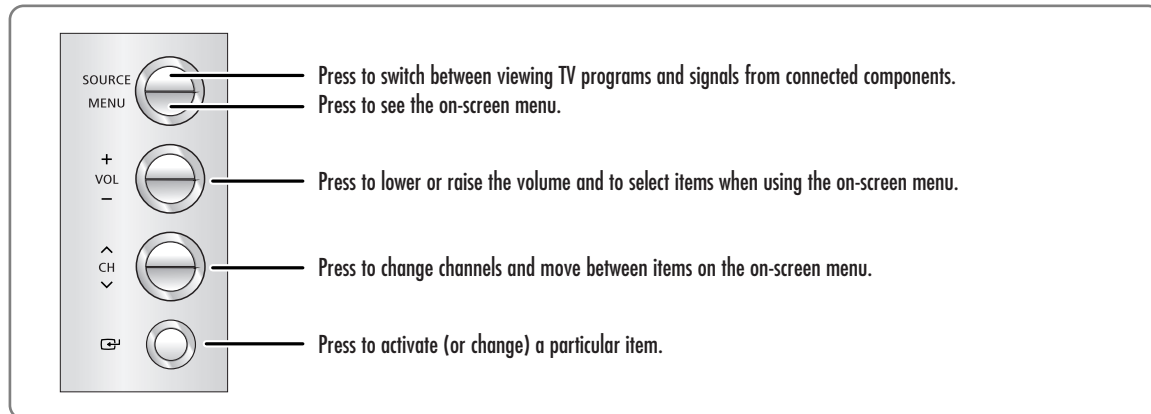 SOURCE
MENU
Press to switch between viewing TV programs and signals from connected components.
Press to see the on-screen menu.
+
VOL
−
Press to lower or raise the volume and to select items when using the on-screen menu.
CH
Press to change channels and move between items on the on-screen menu.
Press to activate (or change) a particular item.